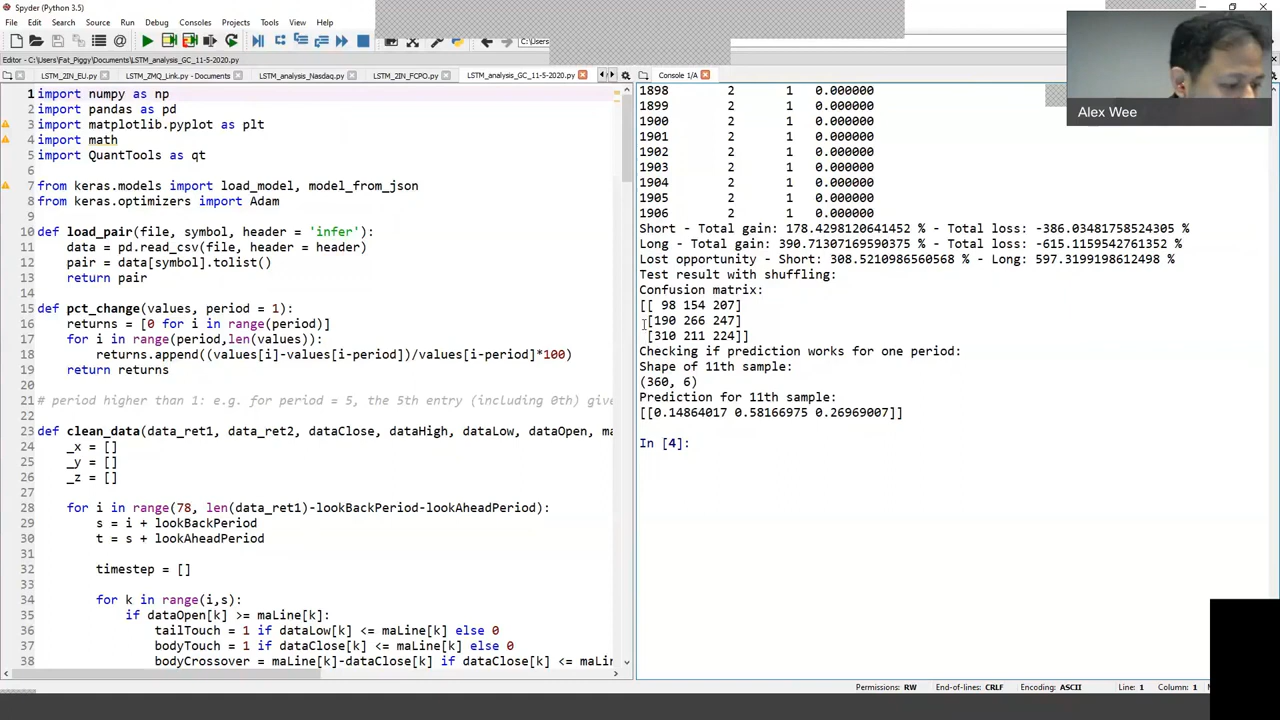 Spyder (Python 3.5)
File Edit Search Source Run Debug Consoles Projects Tools View Help
C:\Users
Editor - C:\Users\Fat_Piggy\Documents\LSTM_analysis_GC_11-5-2020.py
LSTM_2IN_EU.py LSTM_ZMQ_Link.py - Documents LSTM_analysis_Nasdaq.py LSTM_2IN_FCPO.py LSTM_analysis_GC_11-5-2020.py
1 import numpy as np
2 import pandas as pd
3 import matplotlib.pyplot as plt
4 import math
5 import QuantTools as qt
6
7 from keras.models import load_model, model_from_json
8 from keras.optimizers import Adam
9
10 def load_pair(file, symbol, header = 'infer'):
11 data = pd.read_csv(file, header = header)
12 pair = data[symbol].tolist()
13 return pair
14
15 def pct_change(values, period = 1):
16 returns = [0 for i in range(period)]
17 for i in range(period,len(values)):
18 returns.append((values[i]-values[i-period])/values[i-period]*100)
19 return returns
20
21 # period higher than 1: e.g. for period = 5, the 5th entry (including 0th) give
22
23 def clean_data(data_ret1, data_ret2, dataClose, dataHigh, dataLow, dataOpen, ma
24 _x = []
25 _y = []
26 _z = []
27
28 for i in range(78, len(data_ret1)-lookBackPeriod-lookAheadPeriod):
29 s = i + lookBackPeriod
30 t = s + lookAheadPeriod
31
32 timestep = []
33
34 for k in range(i,s):
35 if dataOpen[k] >= maLine[k]:
36 tailTouch = 1 if dataLow[k] <= maLine[k] else 0
37 bodyTouch = 1 if dataClose[k] <= maLine[k] else 0
38 bodyCrossover = maLine[k]-dataClose[k] if dataClose[k] <= maLin
Console 1/A
1898 2 1 0.000000
1899 2 1 0.000000
1900 2 1 0.000000
1901 2 1 0.000000
1902 2 1 0.000000
1903 2 1 0.000000
1904 2 1 0.000000
1905 2 1 0.000000
1906 2 1 0.000000
Short - Total gain: 178.4298120641452 % - Total loss: -386.03481758524305 %
Long - Total gain: 390.71307169590375 % - Total loss: -615.1159542761352 %
Lost opportunity - Short: 308.5210986560568 % - Long: 597.3199198612498 %
Test result with shuffling:
Confusion matrix:
[[ 98 154 207]
[190 266 247]
[310 211 224]]
Checking if prediction works for one period:
Shape of 11th sample:
(360, 6)
Prediction for 11th sample:
[[0.14864017 0.58166975 0.26969007]]
In [4]:
Alex Wee
Permissions: RW End-of-lines: CRLF Encoding: ASCII Line: 1 Column: 1